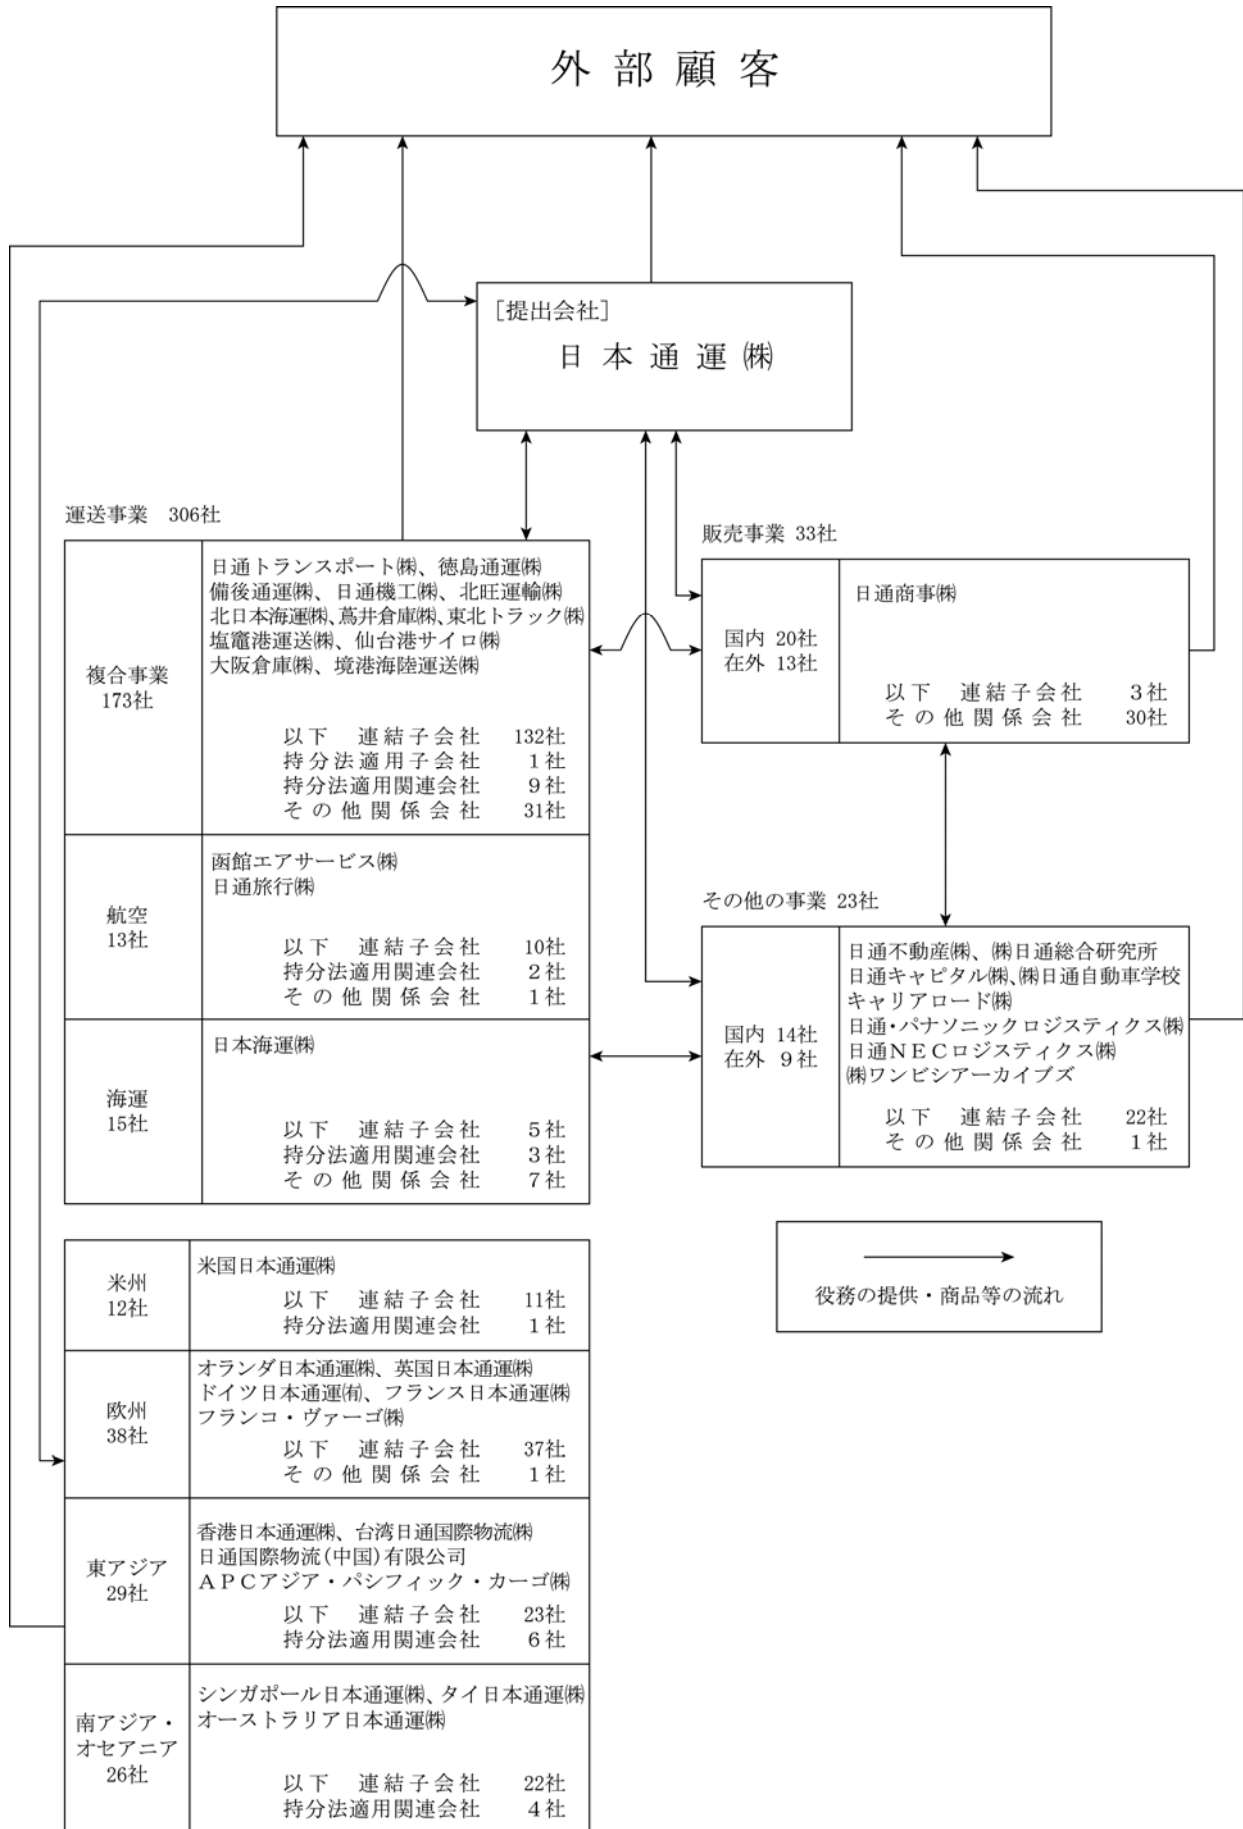 外部顧客
[提出会社]
日本通運㈱
運送事業　306社
複合事業
173社
日通トランスポート㈱、徳島通運㈱
備後通運㈱、日通機工㈱、北旺運輸㈱
北日本海運㈱、蔦井倉庫㈱、東北トラック㈱
塩竈港運送㈱、仙台港サイロ㈱
大阪倉庫㈱、境港海陸運送㈱
以下　連結子会社　132社
持分法適用子会社　1社
持分法適用関連会社　9社
その他関係会社　31社
航空
13社
函館エアサービス㈱
日通旅行㈱
以下　連結子会社　10社
持分法適用関連会社　2社
その他関係会社　1社
海運
15社
日本海運㈱
以下　連結子会社　5社
持分法適用関連会社　3社
その他関係会社　7社
米州
12社
米国日本通運㈱
以下　連結子会社　11社
持分法適用関連会社　1社
欧州
38社
オランダ日本通運㈱、英国日本通運㈱
ドイツ日本通運㈲、フランス日本通運㈱
フランコ・ヴァーゴ㈱
以下　連結子会社　37社
その他関係会社　1社
東アジア
29社
香港日本通運㈱、台湾日通国際物流㈱
日通国際物流(中国)有限公司
ＡＰＣアジア・パシフィック・カーゴ㈱
以下　連結子会社　23社
持分法適用関連会社　6社
南アジア・
オセアニア
26社
シンガポール日本通運㈱、タイ日本通運㈱
オーストラリア日本通運㈱
以下　連結子会社　22社
持分法適用関連会社　4社
販売事業 33社
国内 20社
在外 13社
日通商事㈱
以下　連結子会社　3社
その他関係会社　30社
その他の事業 23社
国内 14社
在外 9社
日通不動産㈱、㈱日通総合研究所
日通キャピタル㈱、㈱日通自動車学校
キャリアロード㈱
日通・パナソニックロジスティクス㈱
日通ＮＥＣロジスティクス㈱
㈱ワンビシアーカイブズ
以下　連結子会社　22社
その他関係会社　1社
役務の提供・商品等の流れ